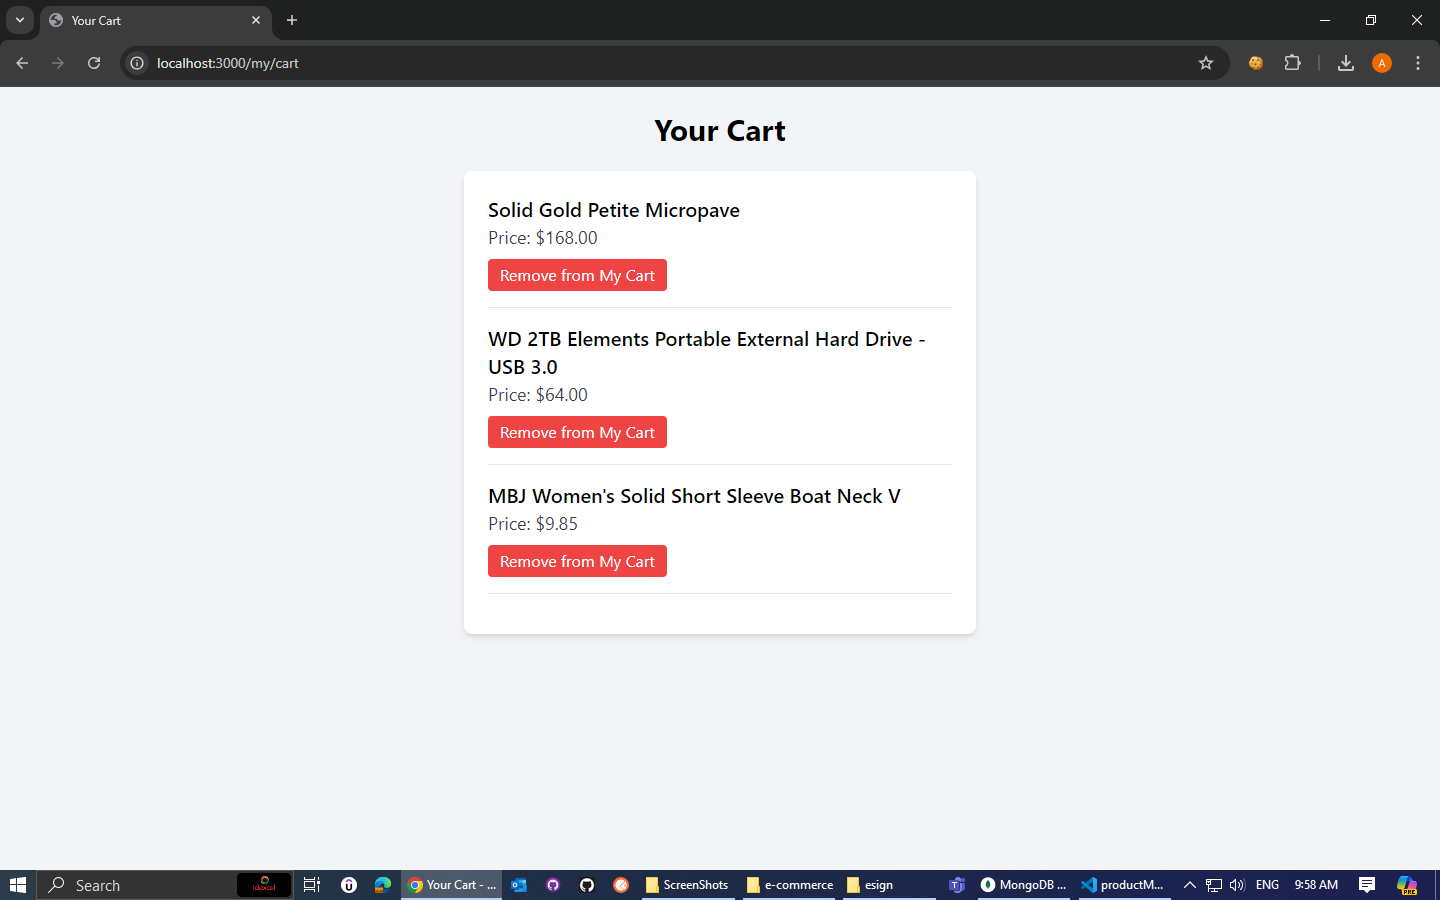 Your Cart
localhost:3000/my/cart
A
Your Cart
Solid Gold Petite Micropave
Price: $168.00
Remove from My Cart
WD 2TB Elements Portable External Hard Drive -
USB 3.0
Price: $64.00
Remove from My Cart
MBJ Women's Solid Short Sleeve Boat Neck V
Price: $9.85
Remove from My Cart
Search
Your Cart - ...
ScreenShots
e-commerce
esign
MongoDB ...
productM...
ENG
9:58 AM
PRE